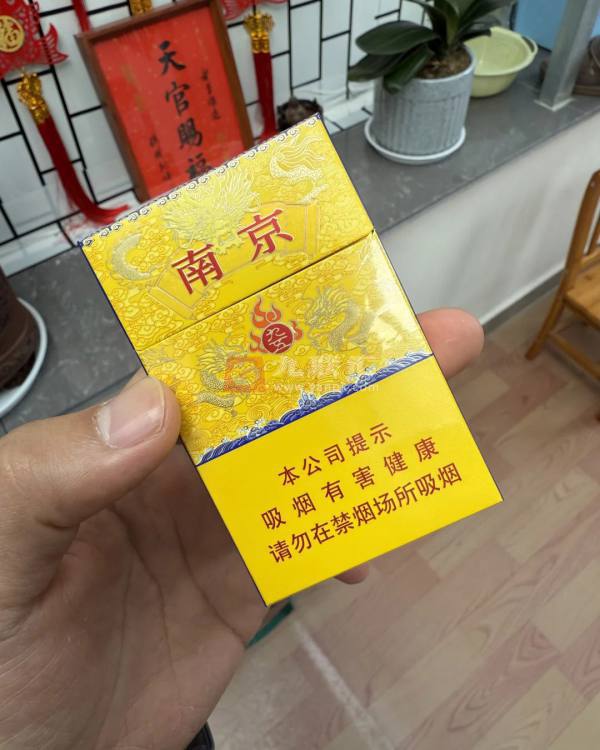 天官賜福
南京
九五
本公司提示
吸烟有害健康
请勿在禁烟场所吸烟